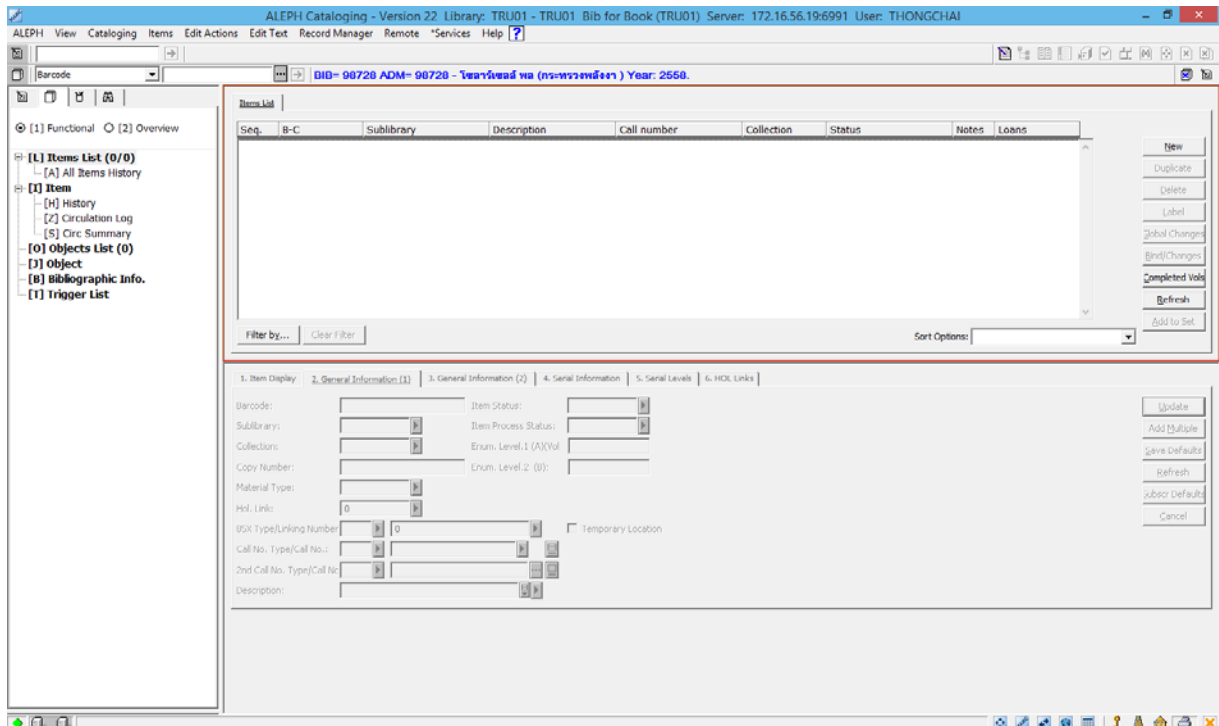 ALEPH Cataloging - Version 22 Library: TRU01 - TRU01 Bib for Book (TRU01) Server: 172.16.56.19:6991 User: THONGCHAI
ALEPH View Cataloging Items Edit Actions Edit Text Record Manager Remote *Services Help ?
Barcode
BIB= 98728 ADM= 98728 - โซลาร์เซลล์ พล (กระทรวงพลังงา ) Year: 2558.
[1] Functional [2] Overview
[L] Items List (0/0)
[A] All Items History
[I] Item
[H] History
[Z] Circulation Log
[S] Circ Summary
[O] Objects List (0)
[J] Object
[B] Bibliographic Info.
[T] Trigger List
Items List
Seq. B-C Sublibrary Description Call number Collection Status Notes Loans
New
Duplicate
Delete
Label
Global Changes
Bind/Changes
Completed Vols
Refresh
Add to Set
Filter by... Clear Filter Sort Options:
1. Item Display 2. General Information (1) 3. General Information (2) 4. Serial Information 5. Serial Levels 6. HOL Links
Barcode: Item Status: Update
Sublibrary: Item Process Status: Add Multiple
Collection: Enum. Level.1 (A)(Vol Save Defaults
Copy Number: Enum. Level.2 (B): Refresh
Material Type: Subscr Defaults
Hol. Link: 0 Cancel
85X Type/Linking Number 0 Temporary Location
Call No. Type/Call No.:
2nd Call No. Type/Call No
Description: